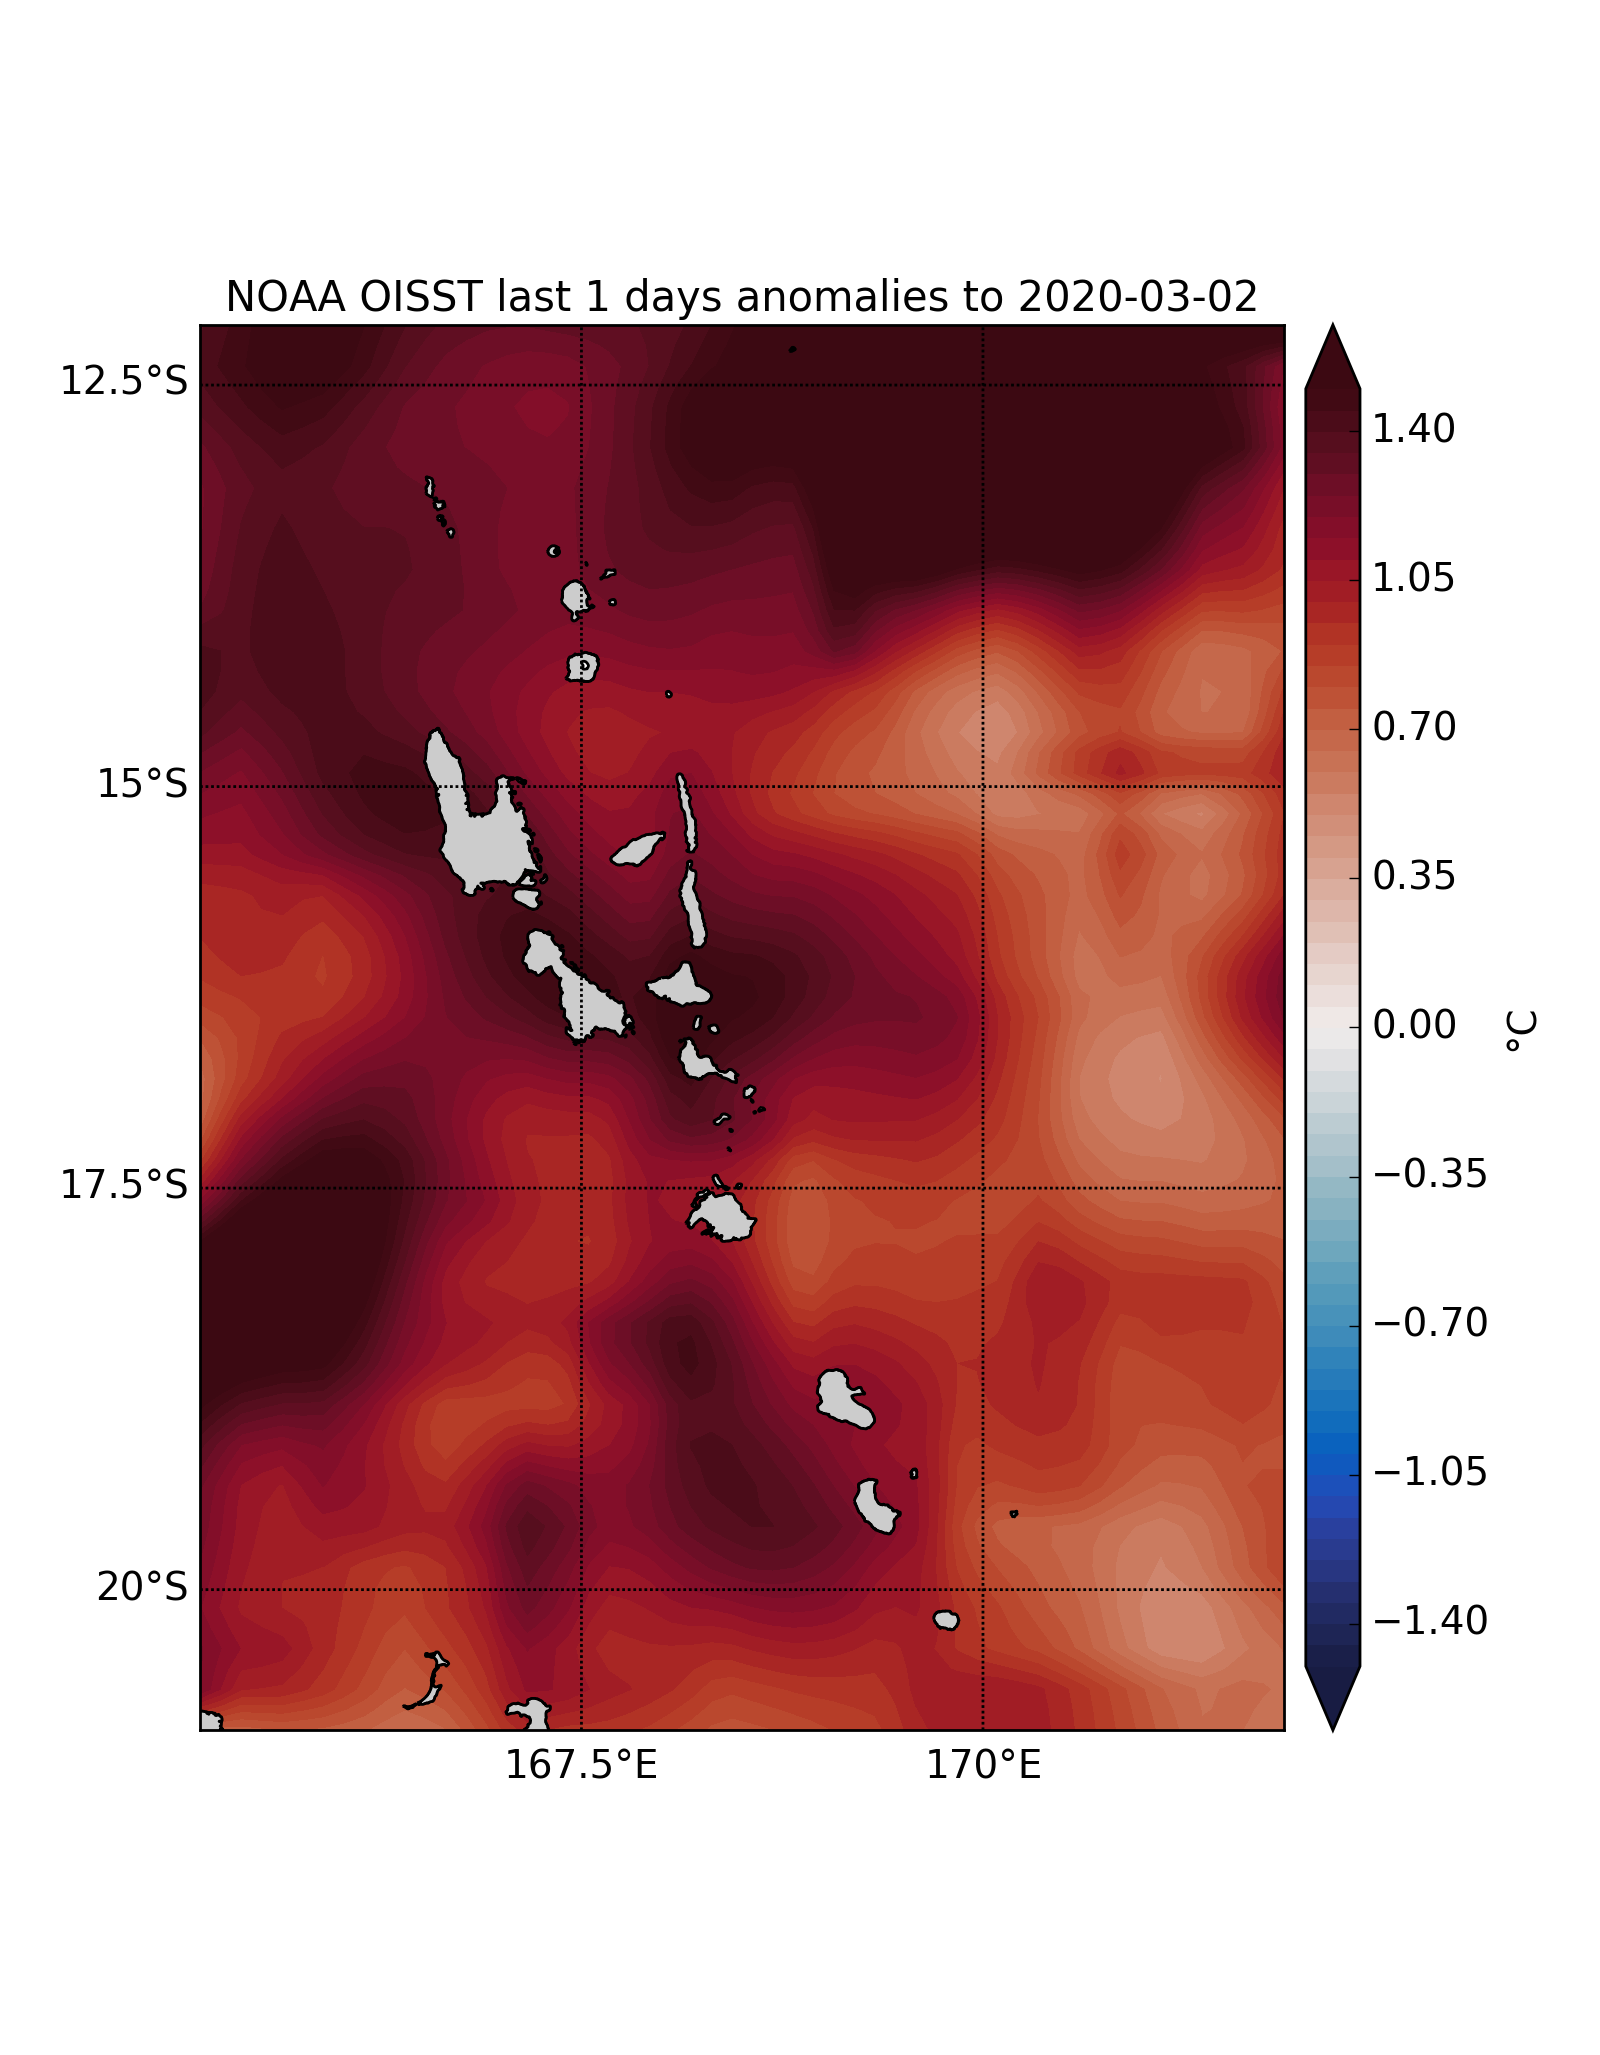 NOAA OISST last 1 days anomalies to 2020-03-02
12.5°S
15°S
17.5°S
20°S
167.5°E
170°E
1.40
1.05
0.70
0.35
0.00
−0.35
−0.70
−1.05
−1.40
°C